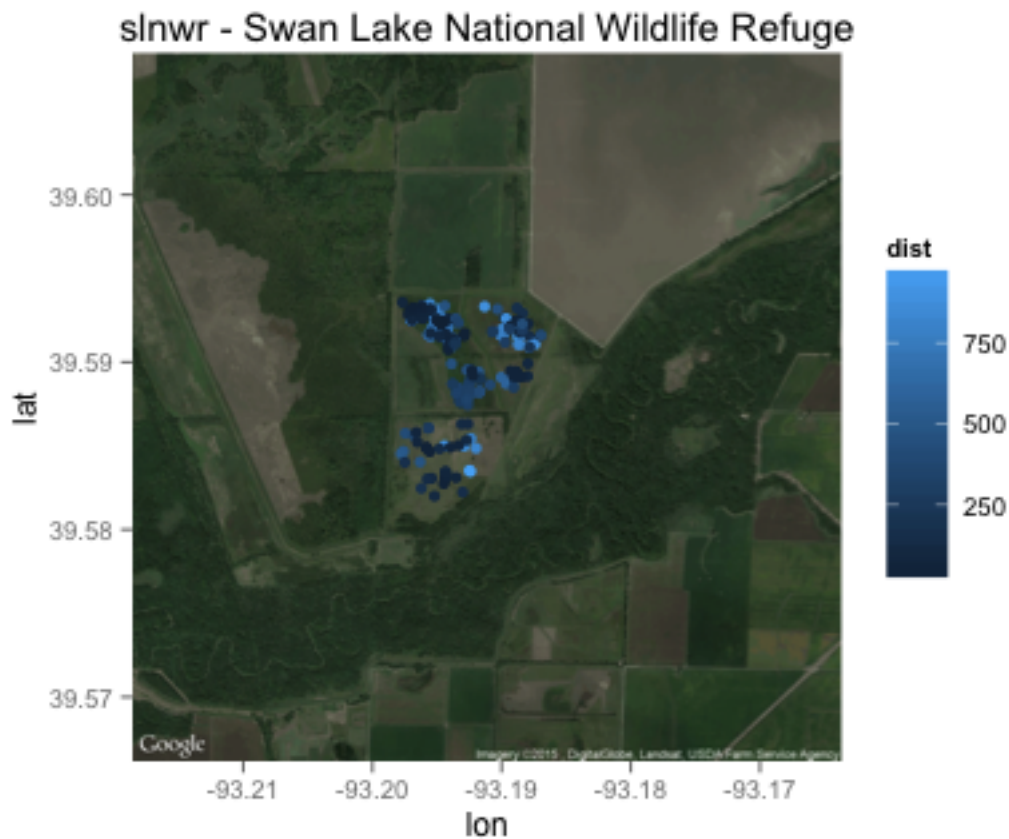 slnwr - Swan Lake National Wildlife Refuge
dist
39.60
39.59
39.58
39.57
750
500
250
lat
Google
Imagery ©2015 , DigitalGlobe, Landsat, USDA Farm Service Agency
-93.21
-93.20
-93.19
-93.18
-93.17
lon